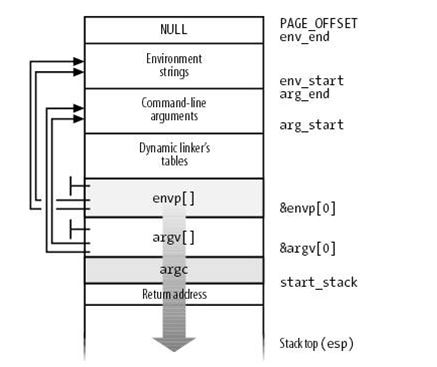 NULL
PAGE_OFFSET
env_end
Environment
strings
env_start
arg_end
Command-line
arguments
arg_start
Dynamic linker's
tables
envp[]
&envp[0]
argv[]
&argv[0]
argc
start_stack
Return address
Stack top (esp)